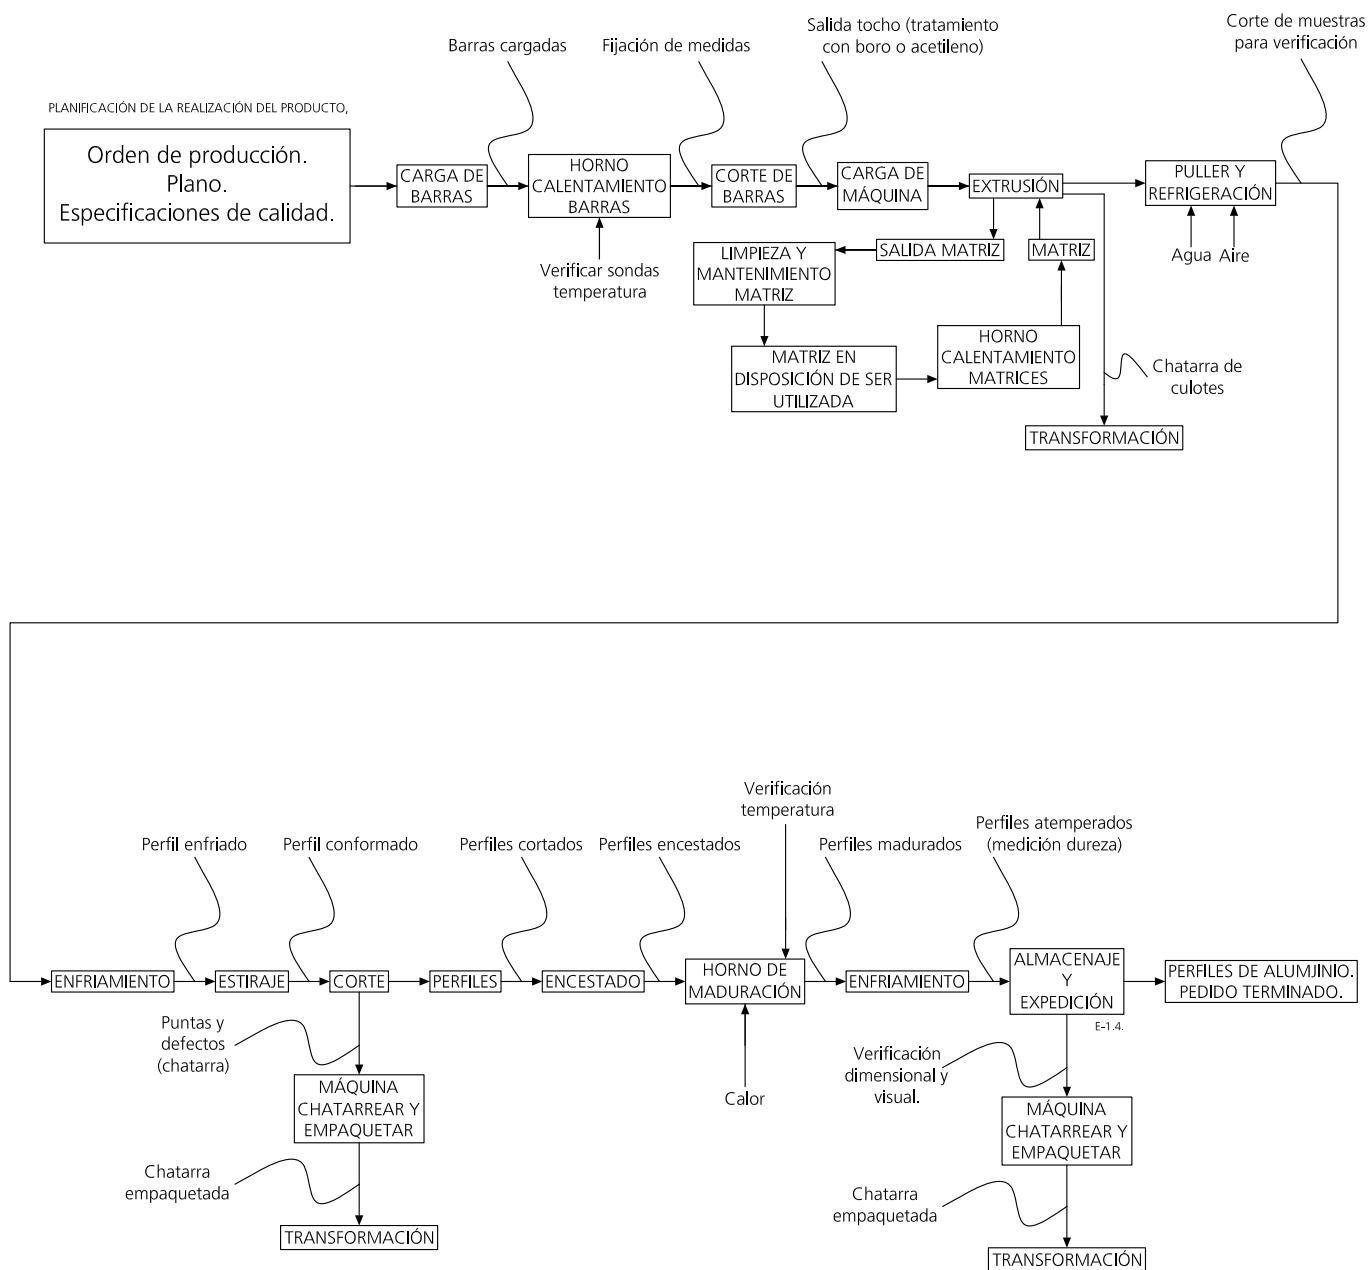 Corte de muestras
para verificación
Salida tocho (tratamiento
con boro o acetileno)
Barras cargadas
Fijación de medidas
PLANIFICACIÓN DE LA REALIZACIÓN DEL PRODUCTO,
Orden de producción.
Plano.
Especificaciones de calidad.
CARGA DE
BARRAS
HORNO
CALENTAMIENTO
BARRAS
CORTE DE
BARRAS
CARGA DE
MÁQUINA
EXTRUSIÓN
PULLER Y
REFRIGERACIÓN
Verificar sondas
temperatura
LIMPIEZA Y
MANTENIMIENTO
MATRIZ
SALIDA MATRIZ
MATRIZ
Agua
Aire
MATRIZ EN
DISPOSICIÓN DE SER
UTILIZADA
HORNO
CALENTAMIENTO
MATRICES
Chatarra de
culotes
TRANSFORMACIÓN
Verificación
temperatura
Perfil enfriado
Perfil conformado
Perfiles cortados
Perfiles encestados
Perfiles madurados
Perfiles atemperados
(medición dureza)
ENFRIAMIENTO
ESTIRAJE
CORTE
PERFILES
ENCESTADO
HORNO DE
MADURACIÓN
ENFRIAMIENTO
ALMACENAJE
Y
EXPEDICIÓN
E-1.4.
PERFILES DE ALUMJINIO.
PEDIDO TERMINADO.
Puntas y
defectos
(chatarra)
MÁQUINA
CHATARREAR Y
EMPAQUETAR
Chatarra
empaquetada
TRANSFORMACIÓN
Calor
Verificación
dimensional y
visual.
MÁQUINA
CHATARREAR Y
EMPAQUETAR
Chatarra
empaquetada
TRANSFORMACIÓN